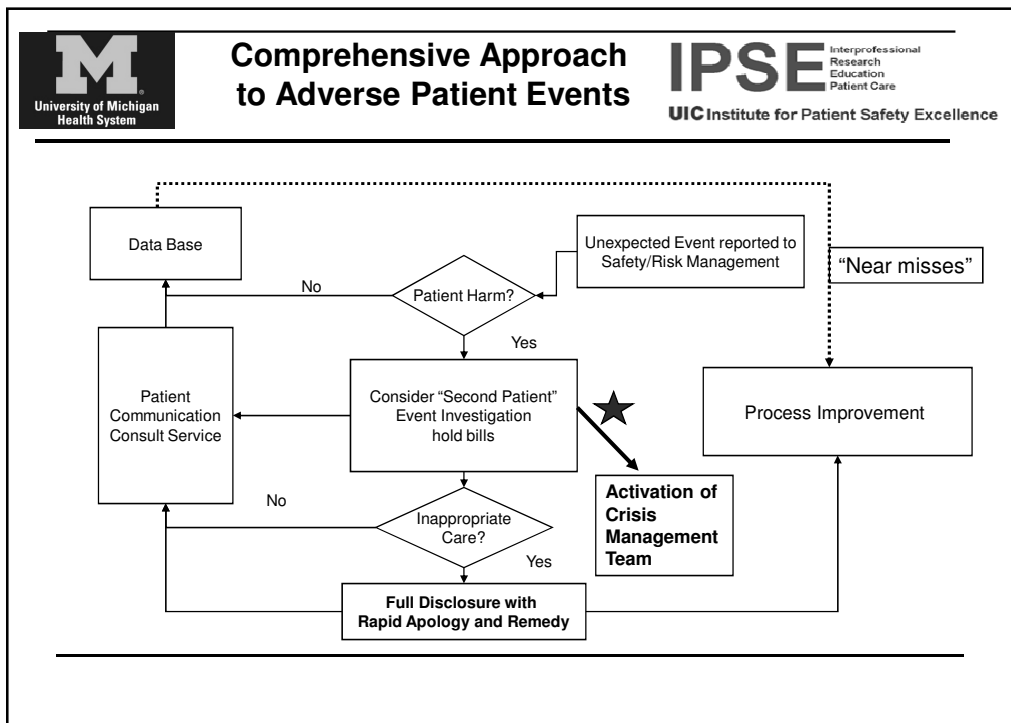 M
University of Michigan
Health System
Comprehensive Approach
to Adverse Patient Events
IPSE
Interprofessional
Research
Education
Patient Care
UIC Institute for Patient Safety Excellence
Data Base
Unexpected Event reported to
Safety/Risk Management
“Near misses”
No
Patient Harm?
Yes
Patient
Communication
Consult Service
Consider “Second Patient”
Event Investigation
hold bills
Process Improvement
Activation of
Crisis
Management
Team
No
Inappropriate
Care?
Yes
Full Disclosure with
Rapid Apology and Remedy